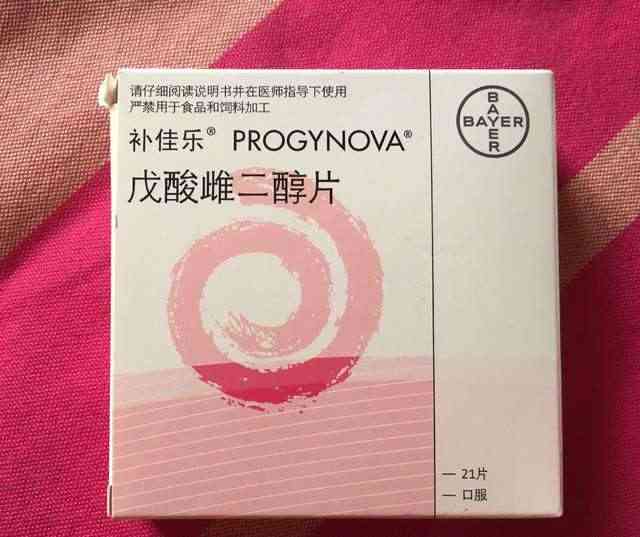 请仔细阅读说明书并在医师指导下使用
严禁用于食品和饲料加工
补佳乐® PROGYNOVA®
戊酸雌二醇片
BAYER
BAYER
— 21片
— 口服